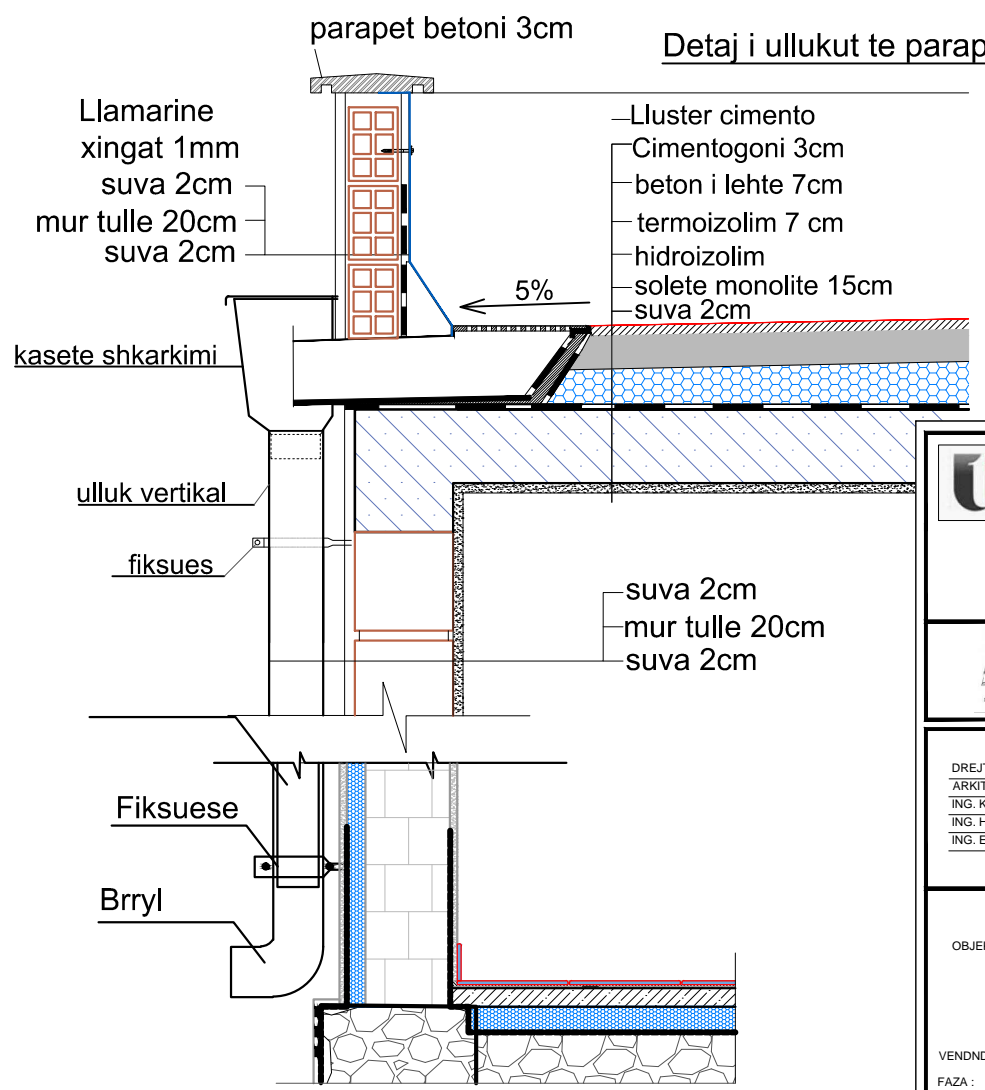 parapet betoni 3cm
Detaj i ullukut te parap
Llamarine
xingat 1mm
suva 2cm
mur tulle 20cm
suva 2cm
Lluster cimento
Cimentogoni 3cm
beton i lehte 7cm
termoizolim 7 cm
hidroizolim
solete monolite 15cm
suva 2cm
5%
kasete shkarkimi
ulluk vertikal
fiksues
suva 2cm
mur tulle 20cm
suva 2cm
Fiksuese
Brryl
DREJT
ARKIT
ING. K
ING. H
ING. E
OBJEK
VENDND
FAZA :